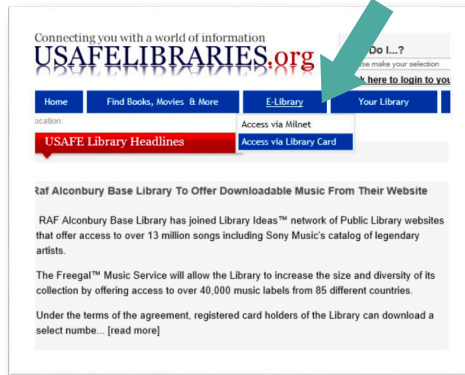 Connecting you with a world of information
USAFELIBRARIES.org
Do I...?
se make your selection
here to login to you
Home Find Books, Movies & More E-Library Your Library
ocation:
Access via Milnet
Access via Library Card
USAFE Library Headlines
Raf Alconbury Base Library To Offer Downloadable Music From Their Website
RAF Alconbury Base Library has joined Library Ideas™ network of Public Library websites
that offer access to over 13 million songs including Sony Music's catalog of legendary
artists.
The Freegal™ Music Service will allow the Library to increase the size and diversity of its
collection by offering access to over 40,000 music labels from 85 different countries.
Under the terms of the agreement, registered card holders of the Library can download a
select numbe... [read more]